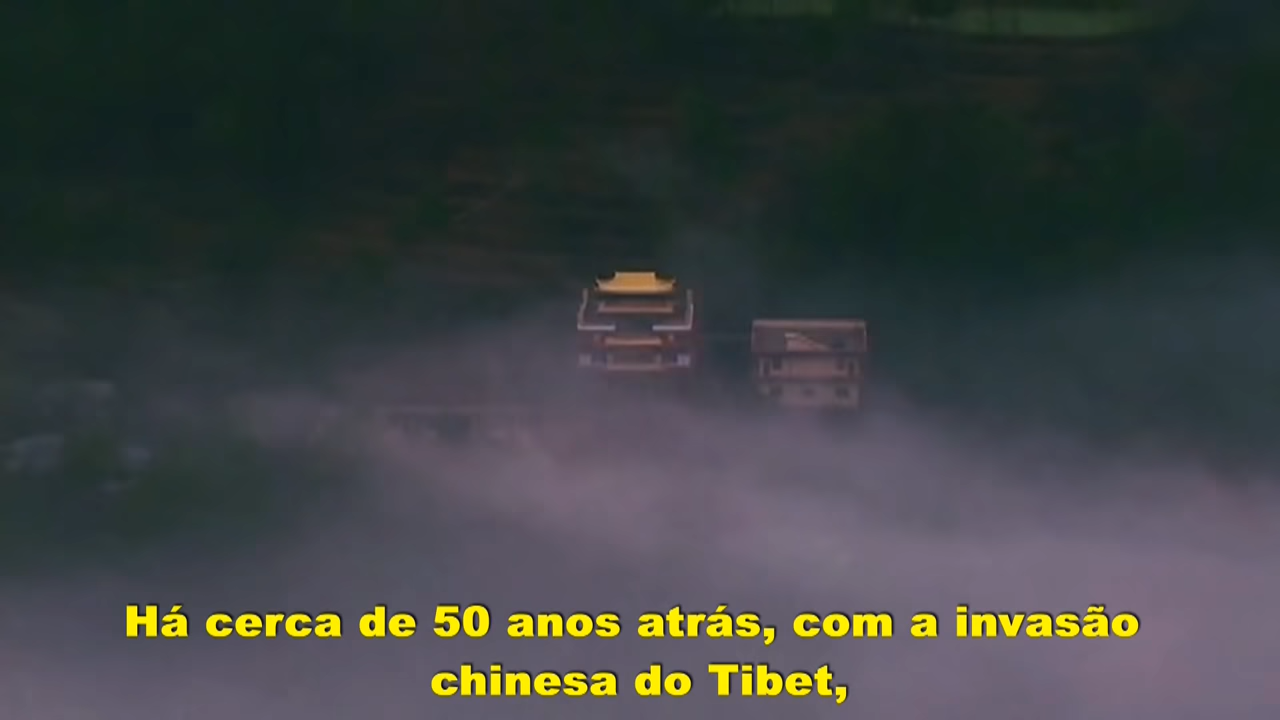 Há cerca de 50 anos atrás, com a invasão
chinesa do Tibet,